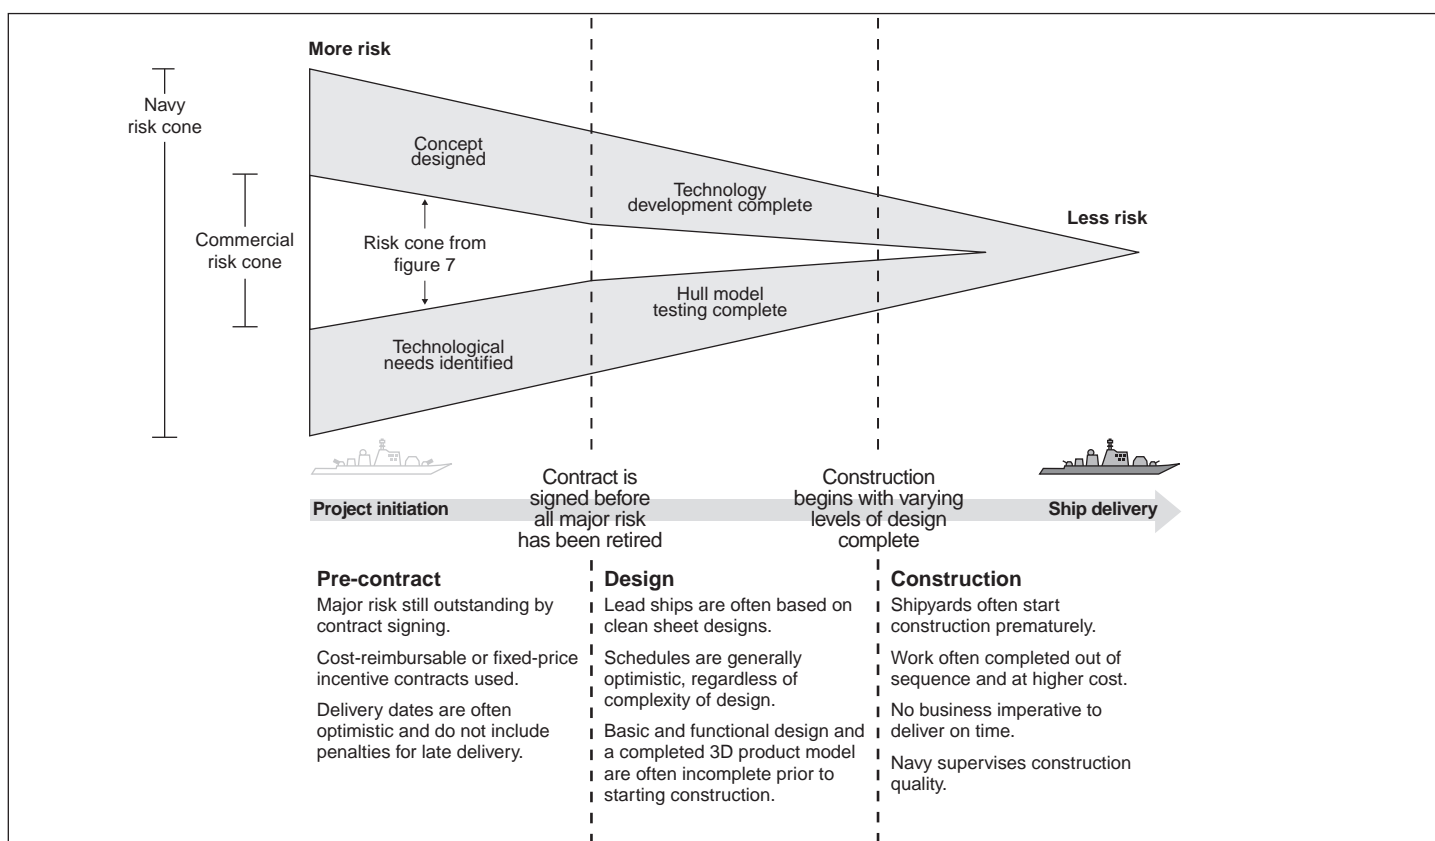 More risk
Navy
risk cone
Concept
designed
Technology
development complete
Less risk
Commercial
risk cone
Risk cone from
figure 7
Hull model
testing complete
Technological
needs identified
Project initiation
Contract is
signed before
all major risk
has been retired
Construction
begins with varying
levels of design
complete
Ship delivery
Pre-contract
Major risk still outstanding by
contract signing.
Cost-reimbursable or fixed-price
incentive contracts used.
Delivery dates are often
optimistic and do not include
penalties for late delivery.
Design
Lead ships are often based on
clean sheet designs.
Schedules are generally
optimistic, regardless of
complexity of design.
Basic and functional design and
a completed 3D product model
are often incomplete prior to
starting construction.
Construction
Shipyards often start
construction prematurely.
Work often completed out of
sequence and at higher cost.
No business imperative to
deliver on time.
Navy supervises construction
quality.